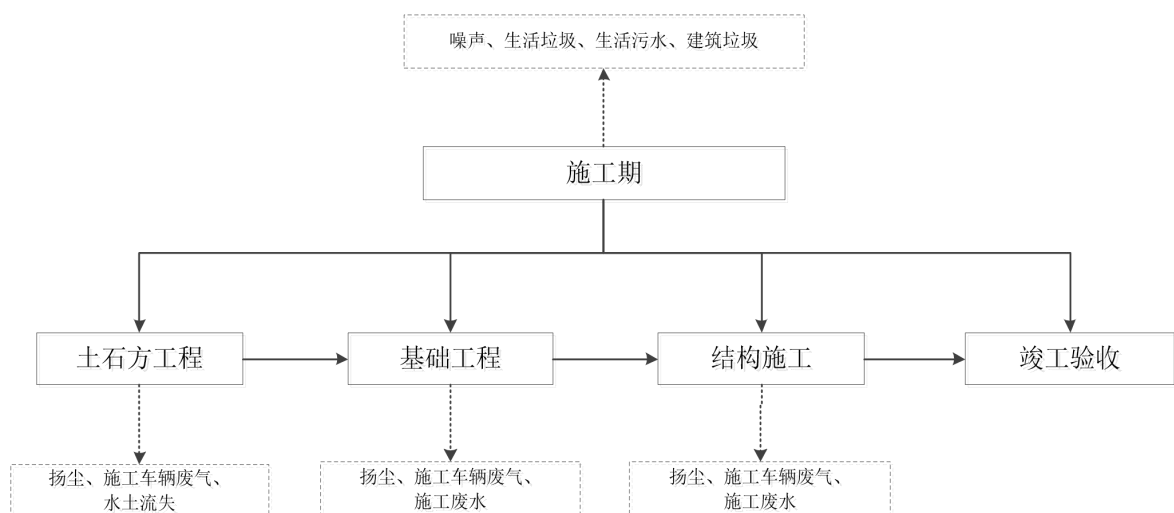 噪声、生活垃圾、生活污水、建筑垃圾
施工期
土石方工程
基础工程
结构施工
竣工验收
扬尘、施工车辆废气、
水土流失
扬尘、施工车辆废气、
施工废水
扬尘、施工车辆废气、
施工废水